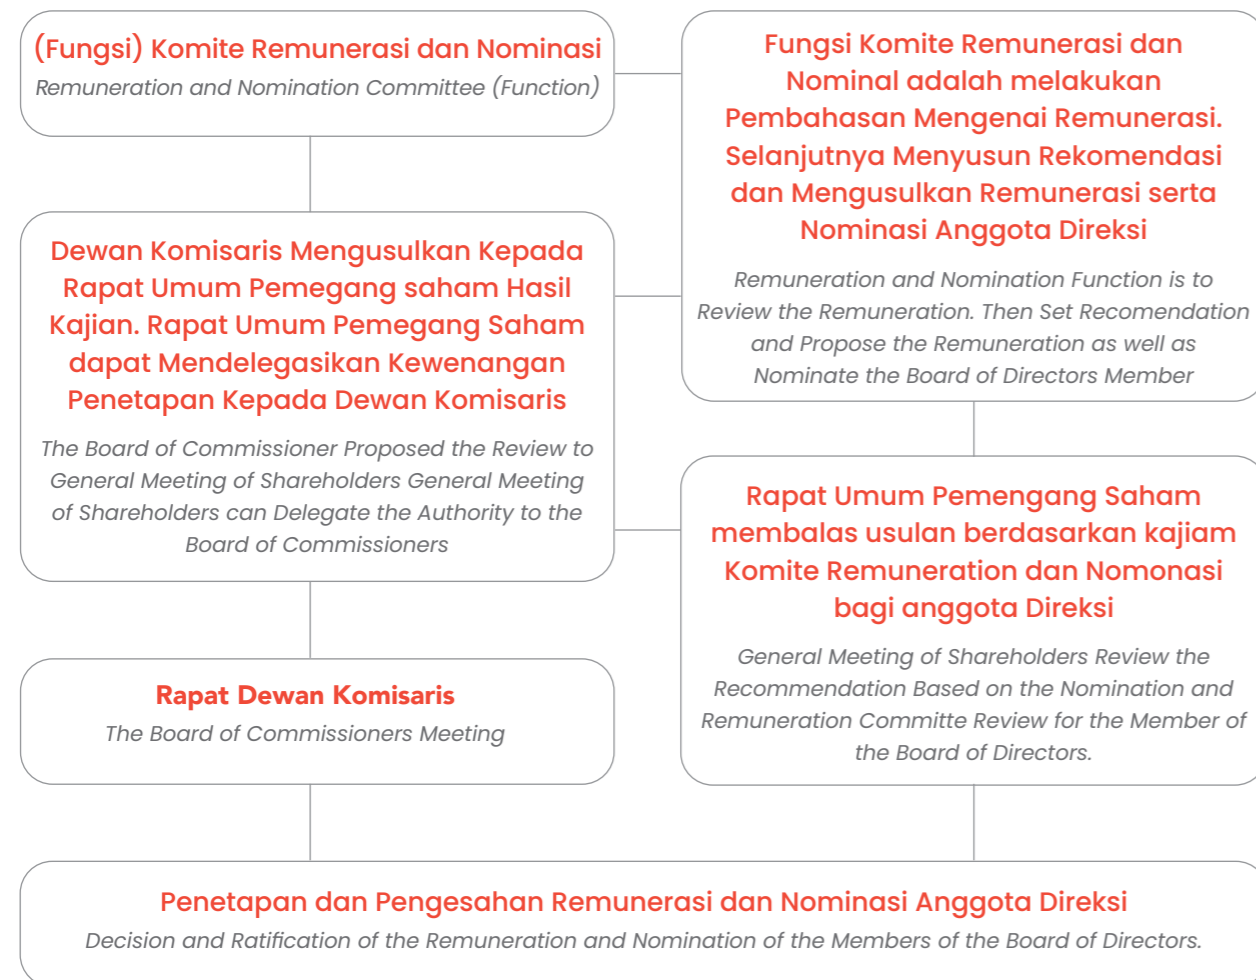 (Fungsi) Komite Remunerasi dan Nominasi
Remuneration and Nomination Committee (Function)
Fungsi Komite Remunerasi dan
Nominal adalah melakukan
Pembahasan Mengenai Remunerasi.
Selanjutnya Menyusun Rekomendasi
dan Mengusulkan Remunerasi serta
Nominasi Anggota Direksi
Remuneration and Nomination Function is to
Review the Remuneration. Then Set Recomendation
and Propose the Remuneration as well as
Nominate the Board of Directors Member
Dewan Komisaris Mengusulkan Kepada
Rapat Umum Pemegang saham Hasil
Kajian. Rapat Umum Pemegang Saham
dapat Mendelegasikan Kewenangan
Penetapan Kepada Dewan Komisaris
The Board of Commissioner Proposed the Review to
General Meeting of Shareholders General Meeting
of Shareholders can Delegate the Authority to the
Board of Commissioners
Rapat Umum Pemengang Saham
membalas usulan berdasarkan kajiam
Komite Remuneration dan Nomonasi
bagi anggota Direksi
General Meeting of Shareholders Review the
Recommendation Based on the Nomination and
Remuneration Committe Review for the Member of
the Board of Directors.
Rapat Dewan Komisaris
The Board of Commissioners Meeting
Penetapan dan Pengesahan Remunerasi dan Nominasi Anggota Direksi
Decision and Ratification of the Remuneration and Nomination of the Members of the Board of Directors.